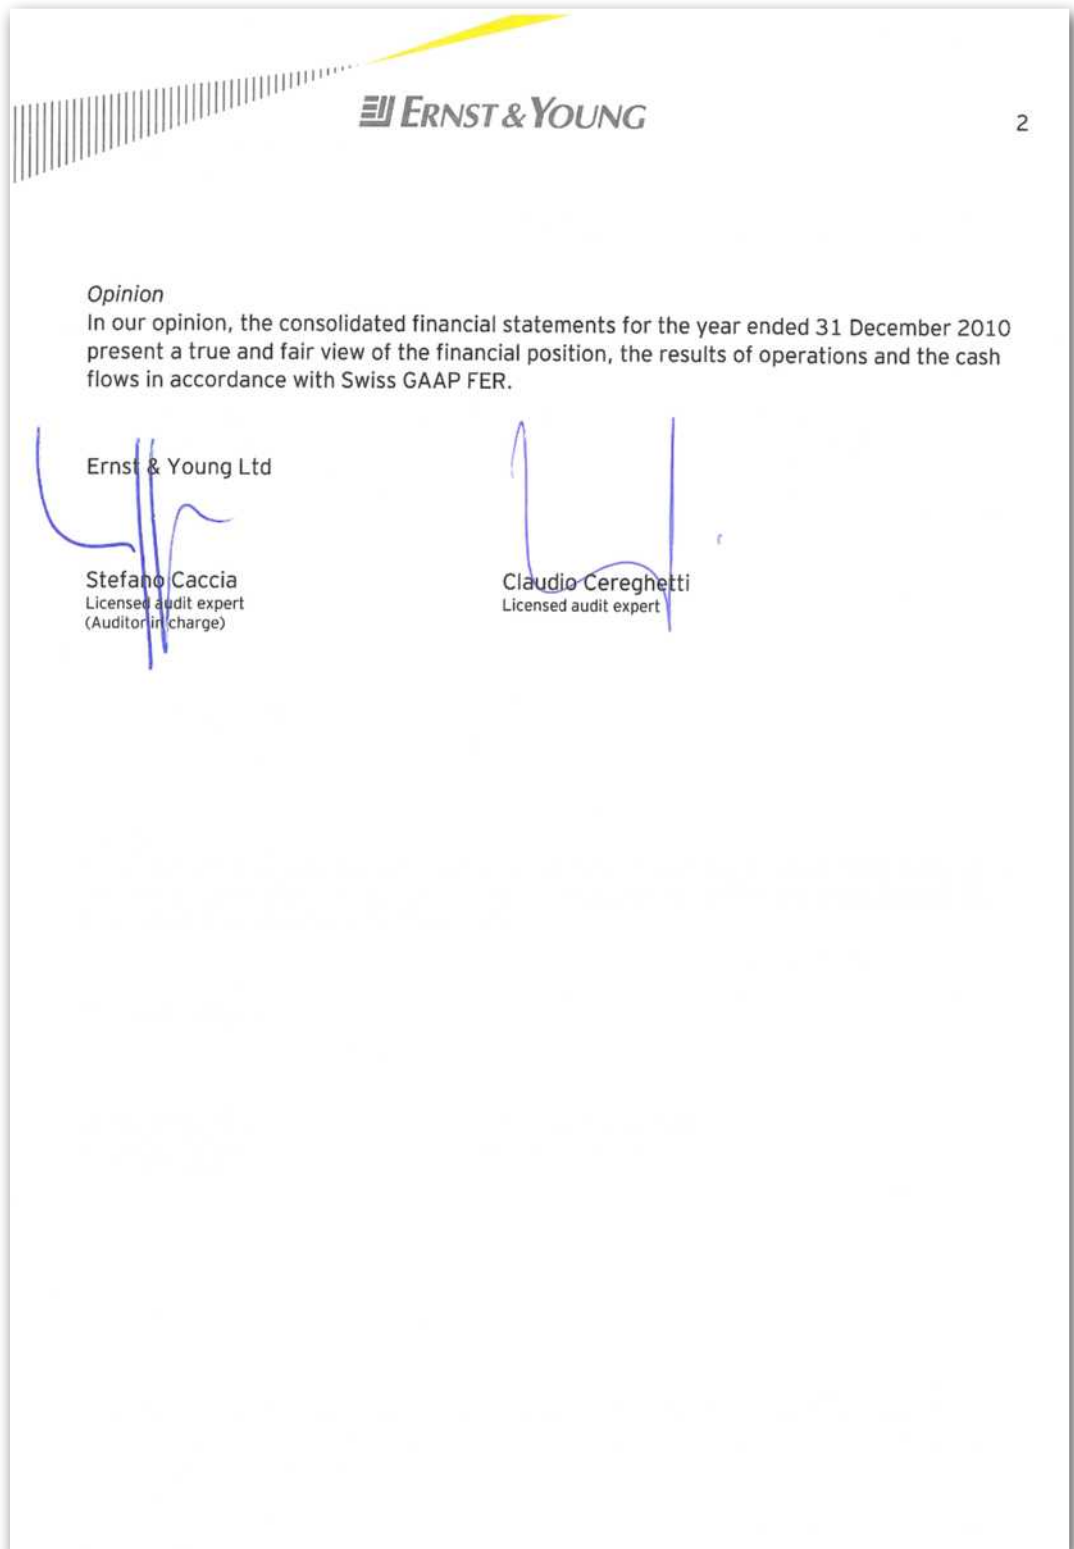 ERNST & YOUNG
2
Opinion
In our opinion, the consolidated financial statements for the year ended 31 December 2010
present a true and fair view of the financial position, the results of operations and the cash
flows in accordance with Swiss GAAP FER.
Ernst & Young Ltd
Stefano Caccia
Licensed audit expert
(Auditor in charge)
Claudio Cereghetti
Licensed audit expert